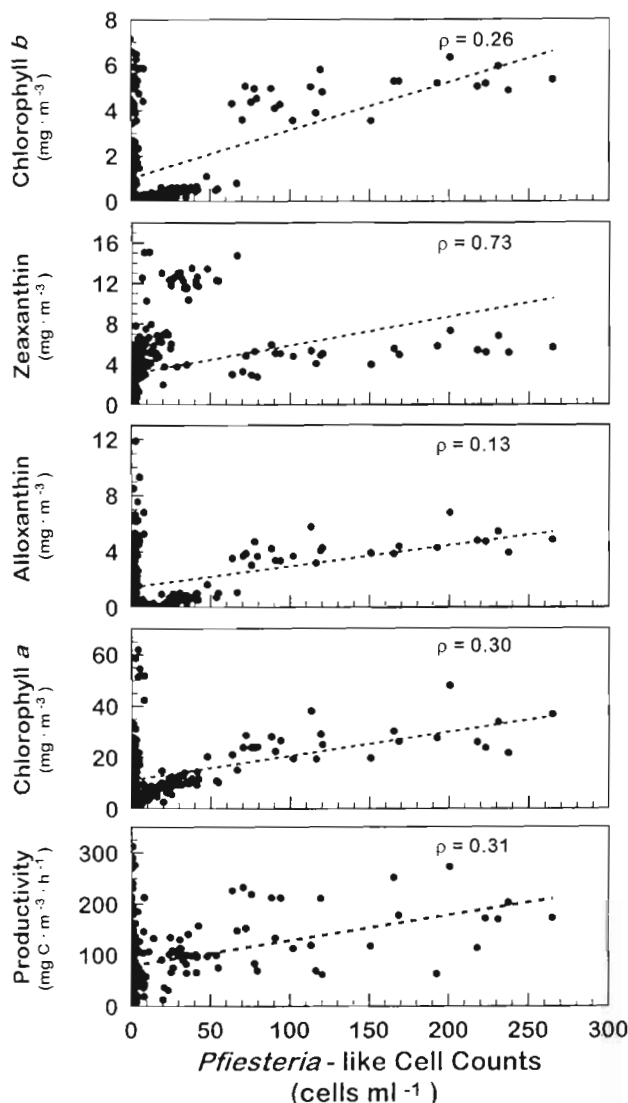 Chlorophyll b
(mg · m⁻³)
8
6
4
2
0
ρ = 0.26
Zeaxanthin
(mg · m⁻³)
16
12
8
4
0
ρ = 0.73
Alloxanthin
(mg · m⁻³)
12
8
4
0
ρ = 0.13
Chlorophyll a
(mg · m⁻³)
60
40
20
0
ρ = 0.30
Productivity
(mg C · m⁻³ · h⁻¹)
300
200
100
0
ρ = 0.31
0 50 100 150 200 250 300
Pfiesteria - like Cell Counts
(cells ml ⁻¹ )